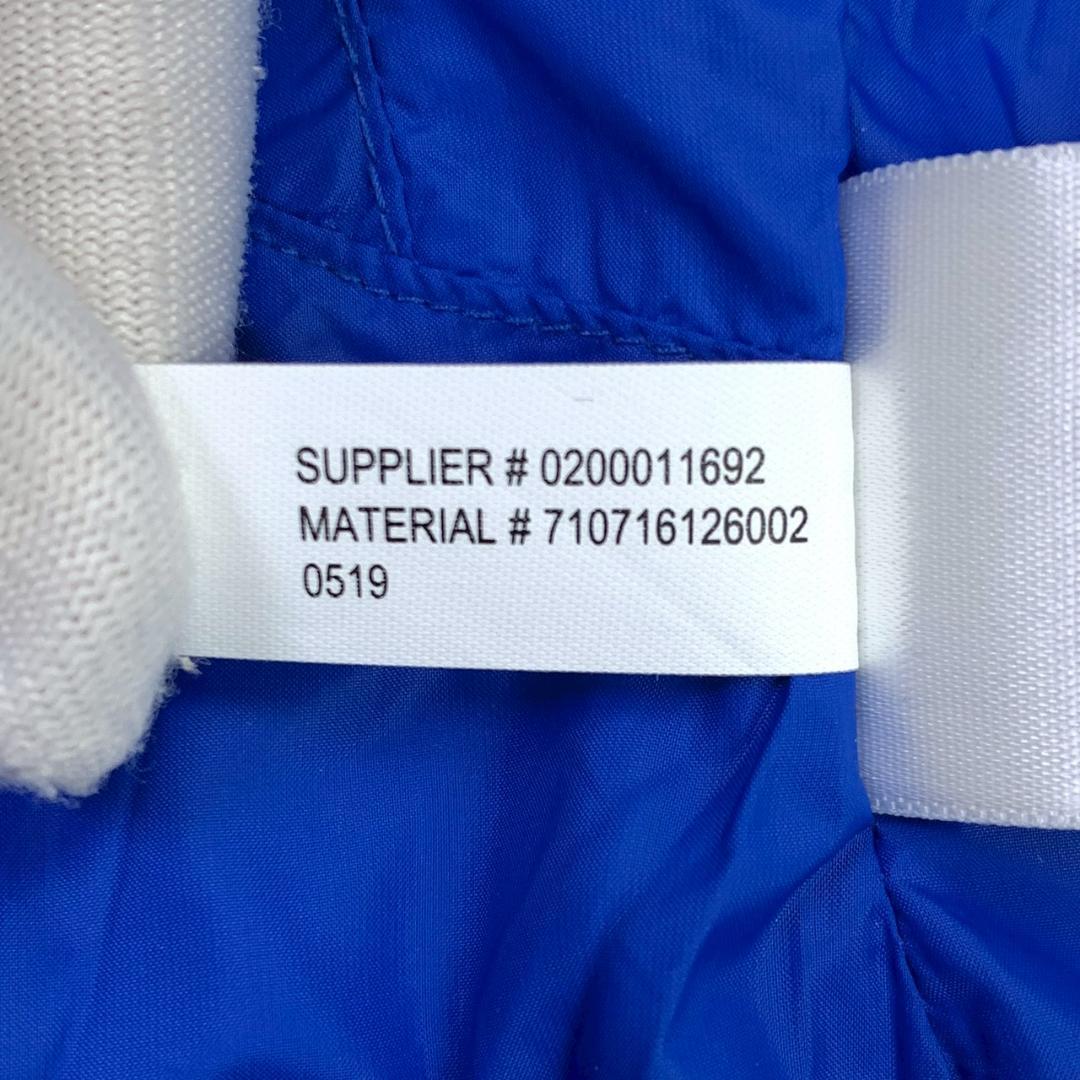 SUPPLIER # 0200011692
MATERIAL # 710716126002
0519